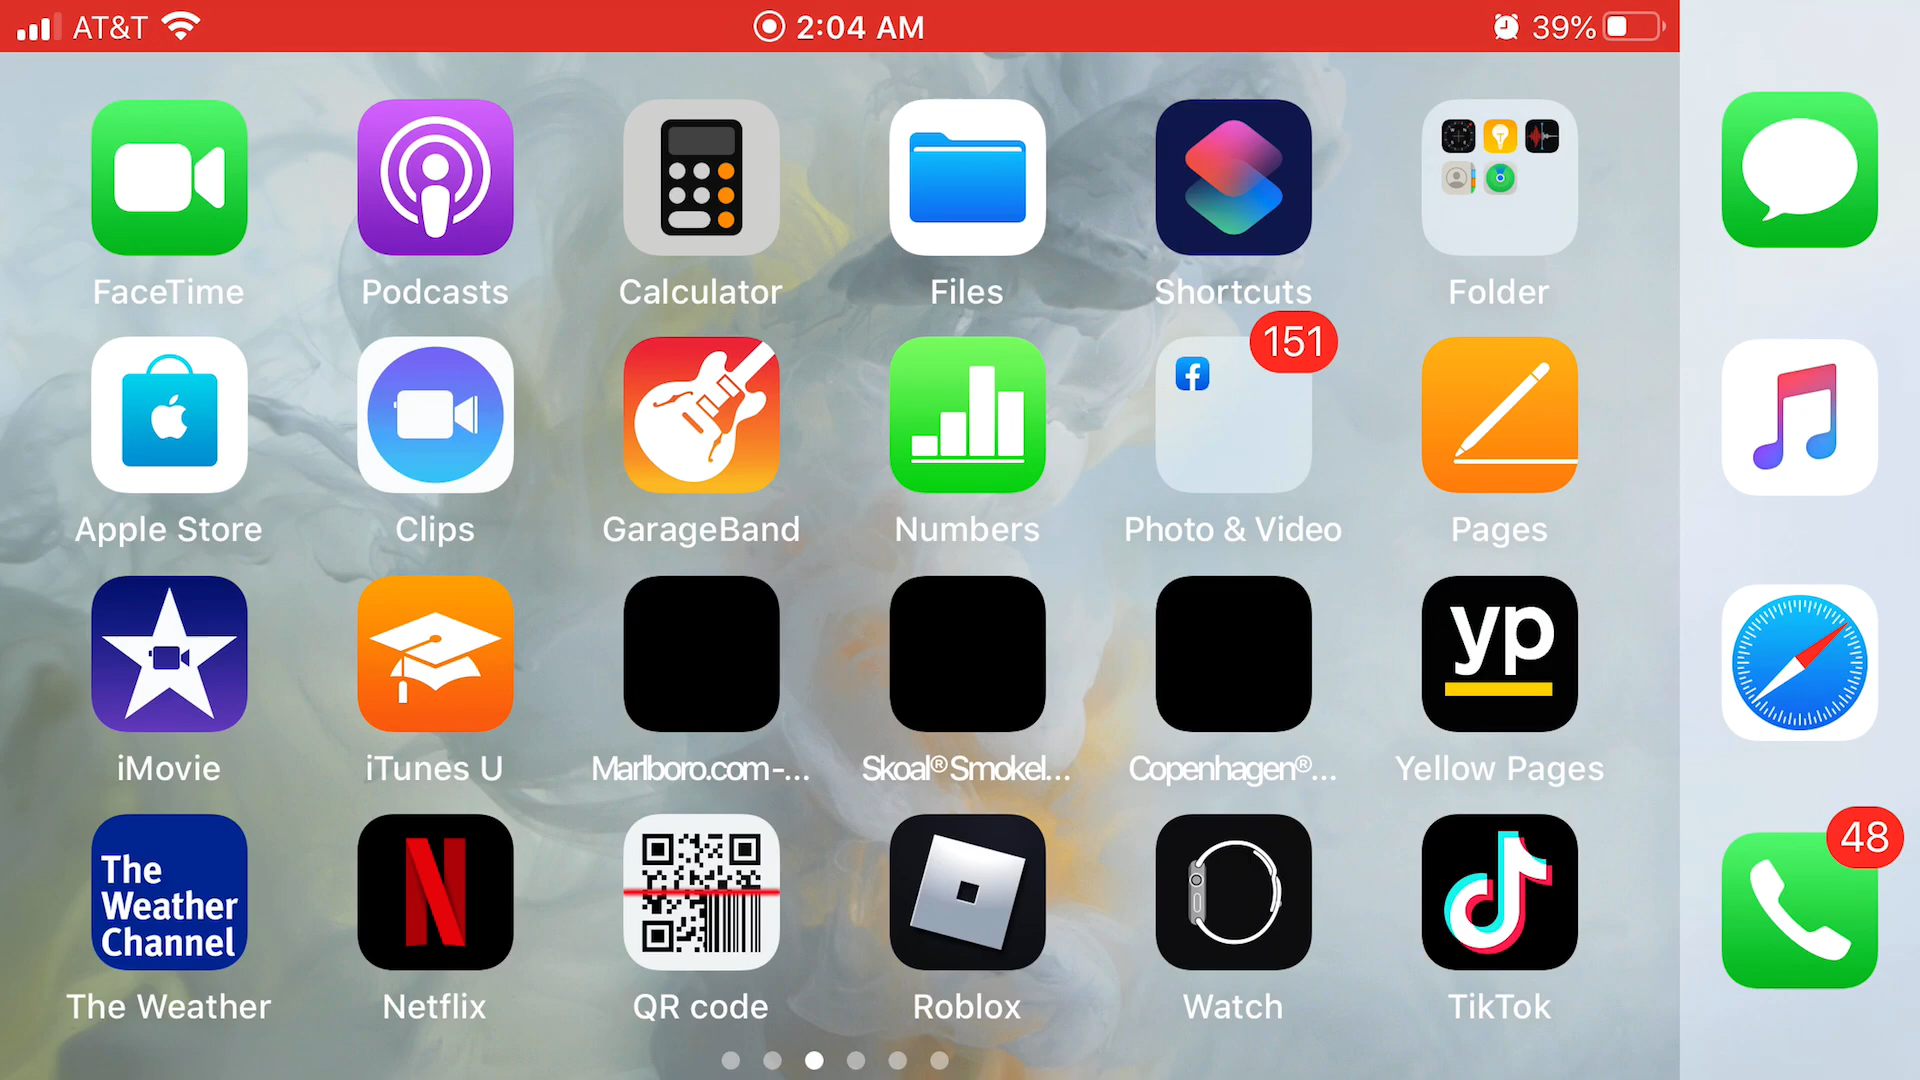 AT&T 2:04 AM 39%
FaceTime Podcasts Calculator Files Shortcuts Folder
151
Apple Store Clips GarageBand Numbers Photo & Video Pages
yp
iMovie iTunes U Marlboro.com -... Skoal® Smokel... Copenhagen®... Yellow Pages
48
The
Weather
Channel
The Weather Netflix QR code Roblox Watch TikTok